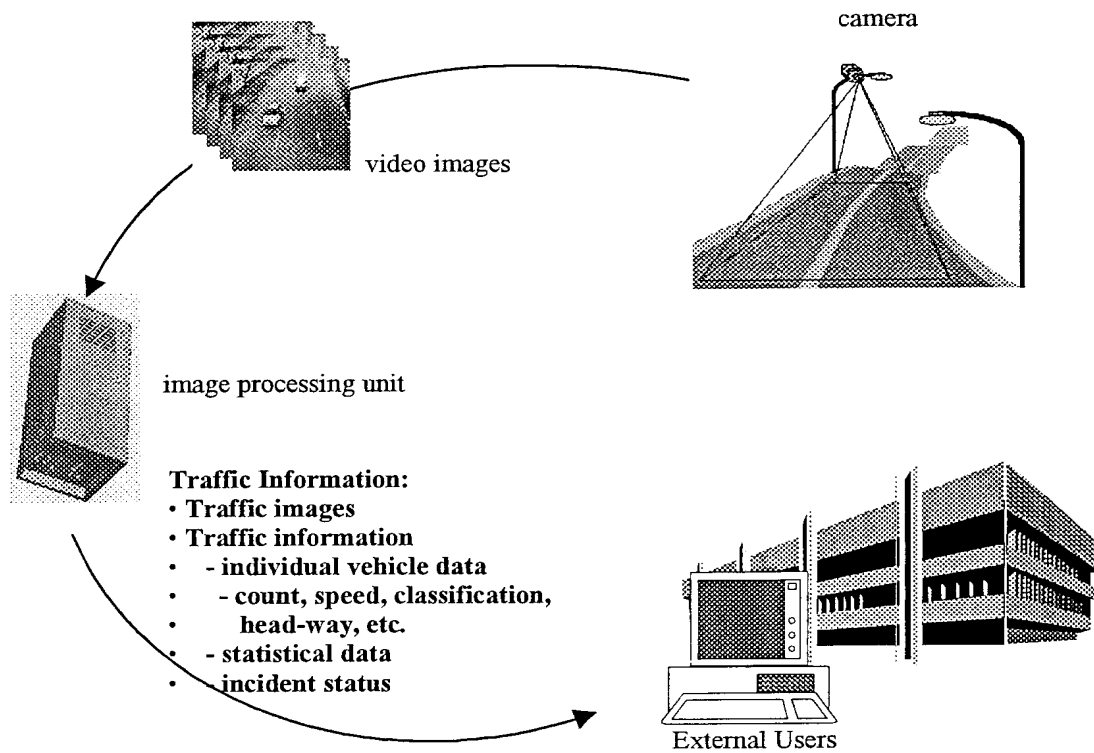 camera
video images
image processing unit
Traffic Information:
• Traffic images
• Traffic information
• - individual vehicle data
• - count, speed, classification,
• head-way, etc.
• - statistical data
• - incident status
External Users